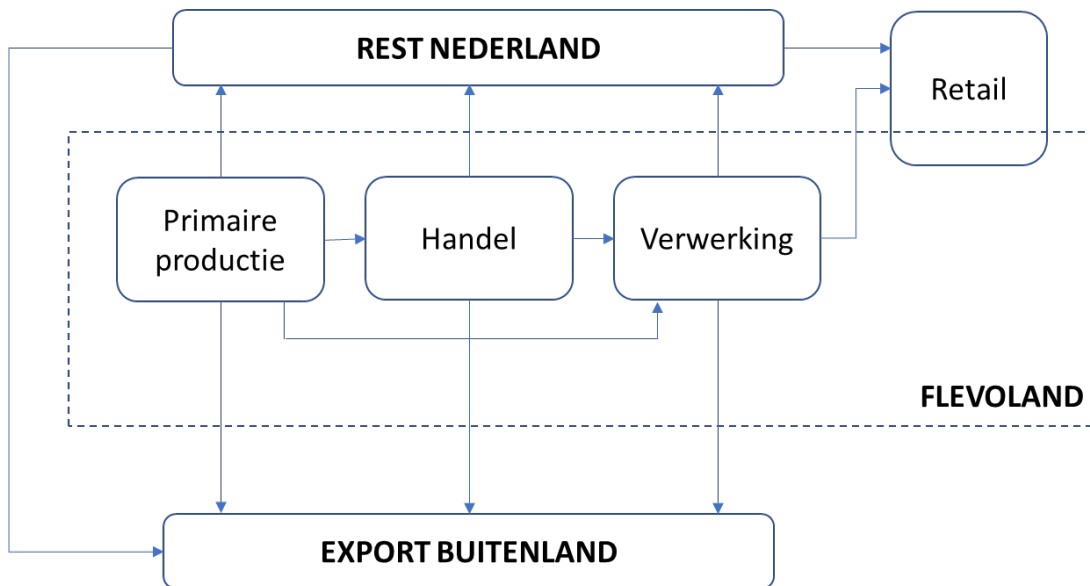 REST NEDERLAND
Retail
Primaire
productie
Handel
Verwerking
FLEVOLAND
EXPORT BUITENLAND